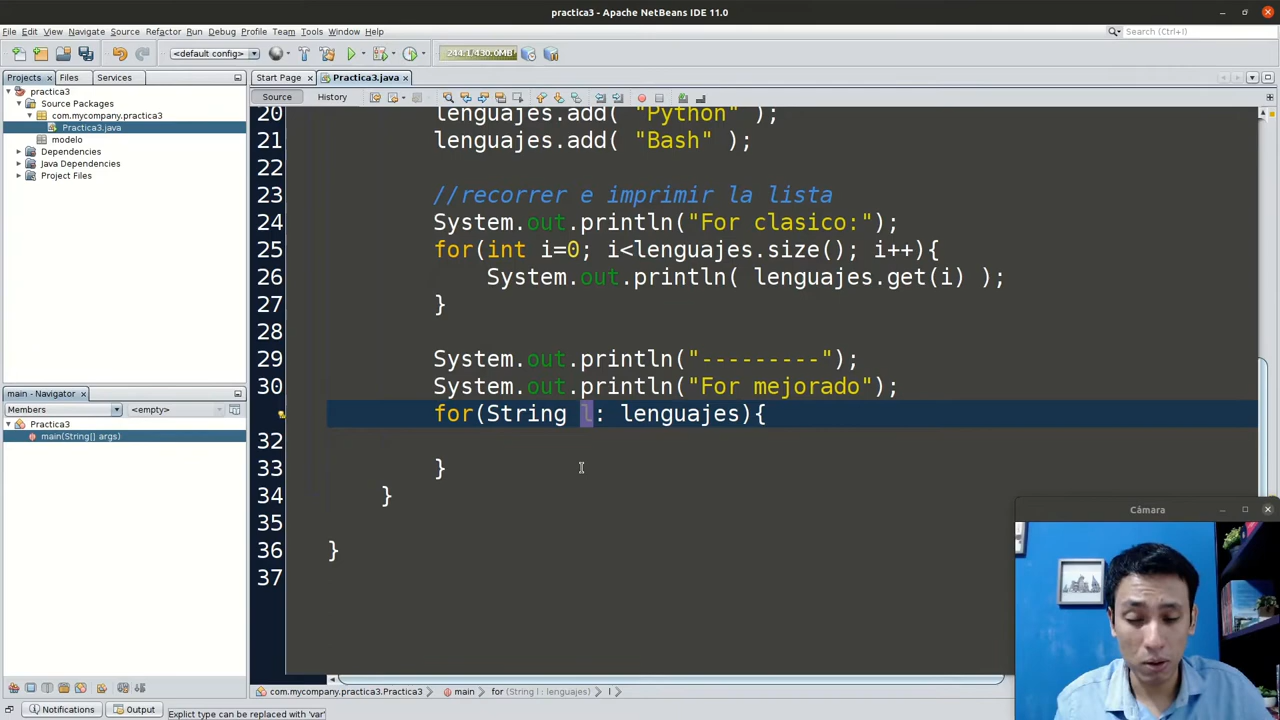 practica3 - Apache NetBeans IDE 11.0
File Edit View Navigate Source Refactor Run Debug Profile Team Tools Window Help
Search (Ctrl+I)
<default config>
244.1/430.0MB
Projects Files Services
Start Page Practica3.java
Source History
practica3
Source Packages
com.mycompany.practica3
Practica3.java
modelo
Dependencies
Java Dependencies
Project Files
20 lenguajes.add( "Python" );
21 lenguajes.add( "Bash" );
22
23 //recorrer e imprimir la lista
24 System.out.println("For clasico:");
25 for(int i=0; i<lenguajes.size(); i++){
26 System.out.println( lenguajes.get(i) );
27 }
28
29 System.out.println("---------");
30 System.out.println("For mejorado");
for(String l: lenguajes){
32
33 }
34 }
35
36 }
37
main - Navigator
Members <empty>
Practica3
main(String[] args)
Cámara
com.mycompany.practica3.Practica3 main for (String l : lenguajes) l
Notifications Output Explict type can be replaced with 'var'